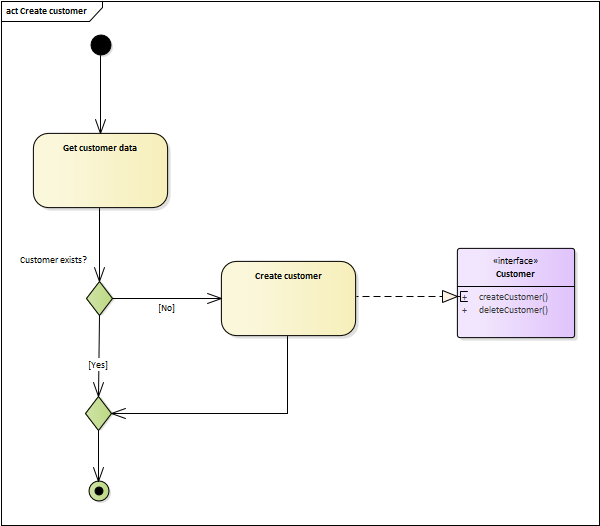 act Create customer
Get customer data
Customer exists?
Create customer
[No]
«interface»
Customer
+ createCustomer()
+ deleteCustomer()
[Yes]